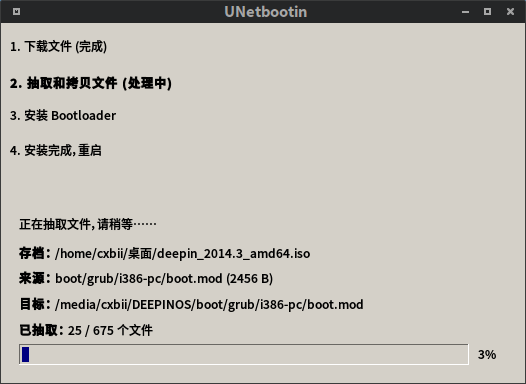 UNetbootin
1. 下载文件 (完成)
2. 抽取和拷贝文件 (处理中)
3. 安装 Bootloader
4. 安装完成,重启
正在抽取文件,请稍等……
存档：/home/cxbii/桌面/deepin_2014.3_amd64.iso
来源：boot/grub/i386-pc/boot.mod (2456 B)
目标：/media/cxbii/DEEPINOS/boot/grub/i386-pc/boot.mod
已抽取：25 / 675 个文件
3%